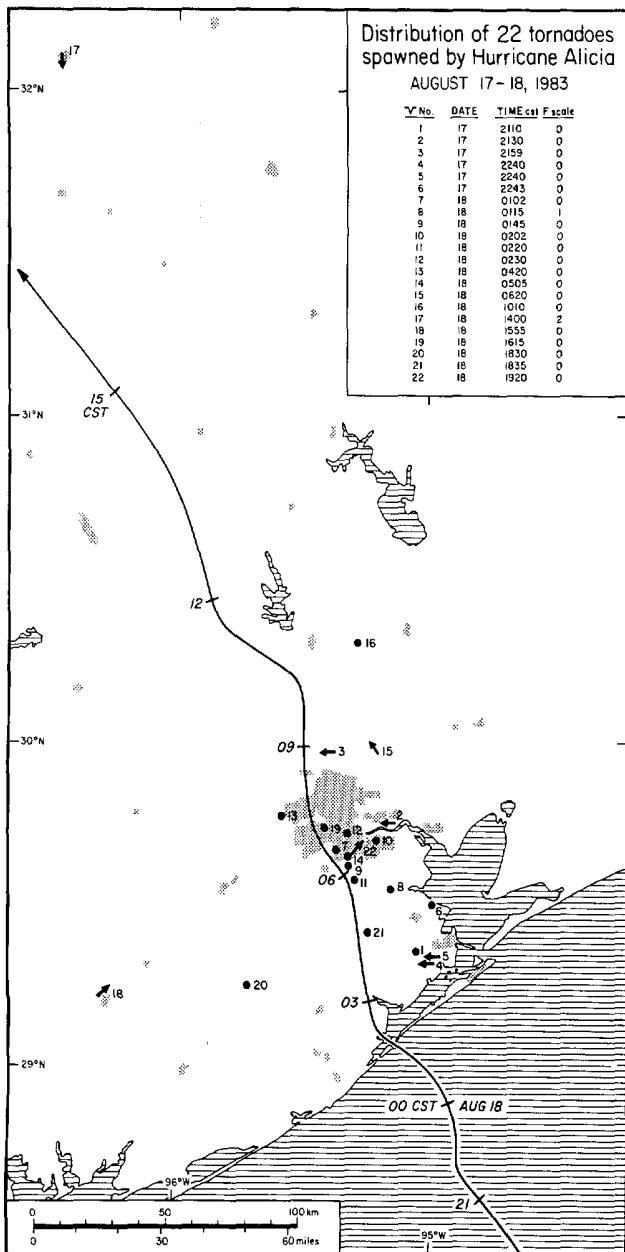 Distribution of 22 tornadoes
spawned by Hurricane Alicia
AUGUST 17-18, 1983
"V" No. DATE TIME cst F scale
1 17 2110 0
2 17 2130 0
3 17 2159 0
4 17 2240 0
5 17 2240 0
6 17 2243 0
7 18 0102 0
8 18 0115 1
9 18 0145 0
10 18 0202 0
11 18 0220 0
12 18 0230 0
13 18 0420 0
14 18 0505 0
15 18 0620 0
16 18 1010 0
17 18 1400 2
18 18 1555 0
19 18 1615 0
20 18 1830 0
21 18 1835 0
22 18 1920 0
17
32°N
15
CST
31°N
12
16
30°N
09
3
15
13
19
12
2
7
10
22
14
9
06
11
8
6
21
1
5
4
18
20
03
29°N
00 CST AUG 18
96°W
21
95°W
0 50 100 km
0 30 60 miles